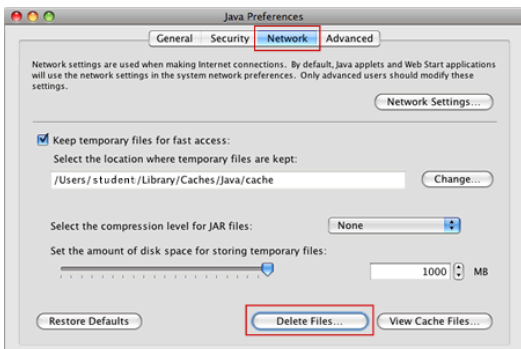 Java Preferences
General Security Network Advanced
Network settings are used when making Internet connections. By default, Java applets and Web Start applications
will use the network settings in the system network preferences. Only advanced users should modify these
settings.
Network Settings...
Keep temporary files for fast access:
Select the location where temporary files are kept:
/Users/student/Library/Caches/Java/cache Change...
Select the compression level for JAR files: None
Set the amount of disk space for storing temporary files:
1000 MB
Restore Defaults Delete Files... View Cache Files...